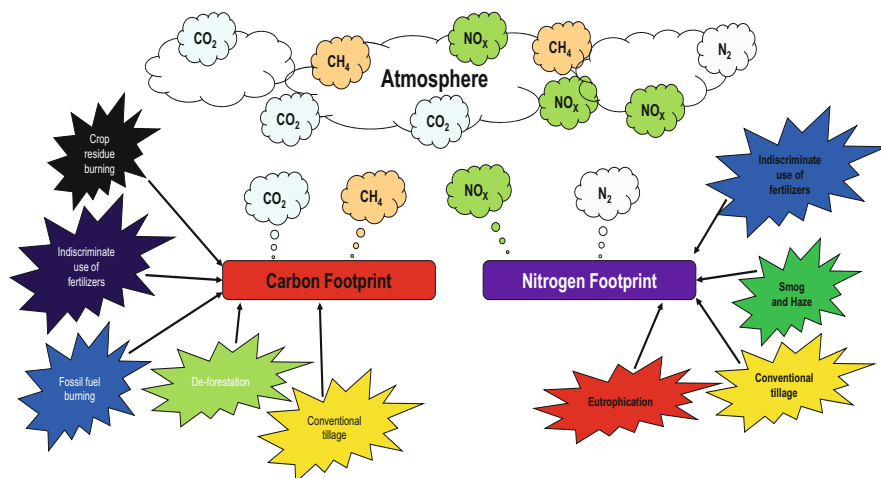 CO2
NOX
CH4
N2
CH4
Atmosphere
CO2
CO2
NOX
NOX
Crop
residue
burning
Indiscriminate
use of
fertilizers
CO2
CH4
NOX
N2
Indiscriminate
use of
fertilizers
Carbon Footprint
Nitrogen Footprint
Smog
and Haze
Fossil fuel
burning
De-forestation
Conventional
tillage
Eutrophication
Conventional
tillage